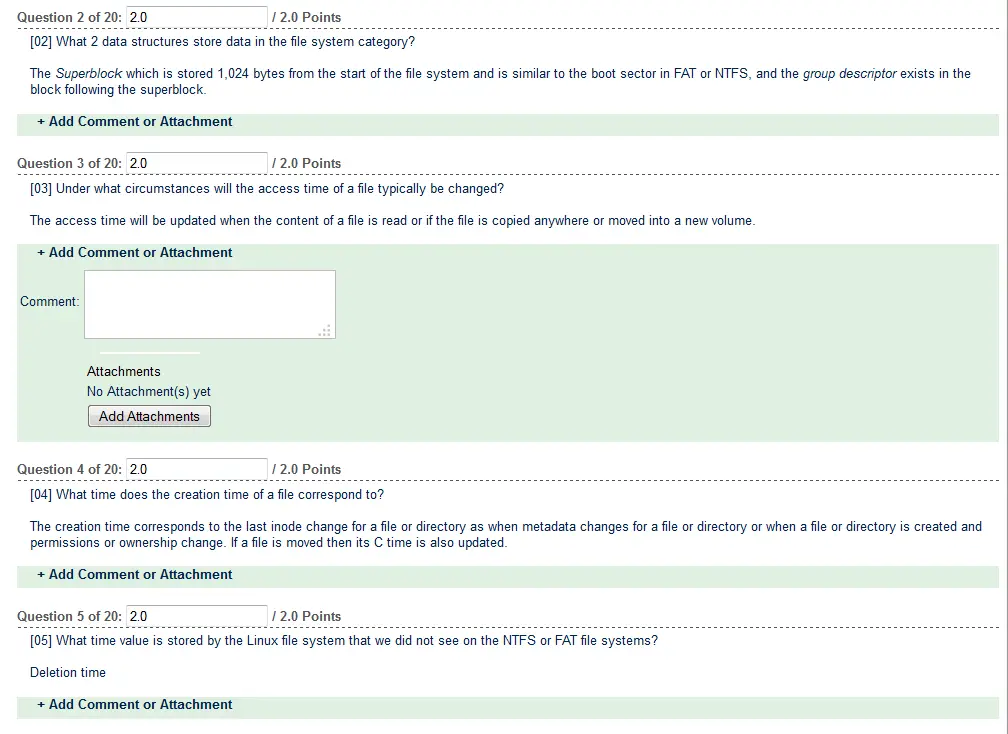 Question 2 of 20: 2.0 / 2.0 Points
[02] What 2 data structures store data in the file system category?
The Superblock which is stored 1,024 bytes from the start of the file system and is similar to the boot sector in FAT or NTFS, and the group descriptor exists in the
block following the superblock.
+ Add Comment or Attachment
Question 3 of 20: 2.0 / 2.0 Points
[03] Under what circumstances will the access time of a file typically be changed?
The access time will be updated when the content of a file is read or if the file is copied anywhere or moved into a new volume.
+ Add Comment or Attachment
Comment:
Attachments
No Attachment(s) yet
Add Attachments
Question 4 of 20: 2.0 / 2.0 Points
[04] What time does the creation time of a file correspond to?
The creation time corresponds to the last inode change for a file or directory as when metadata changes for a file or directory or when a file or directory is created and
permissions or ownership change. If a file is moved then its C time is also updated.
+ Add Comment or Attachment
Question 5 of 20: 2.0 / 2.0 Points
[05] What time value is stored by the Linux file system that we did not see on the NTFS or FAT file systems?
Deletion time
+ Add Comment or Attachment